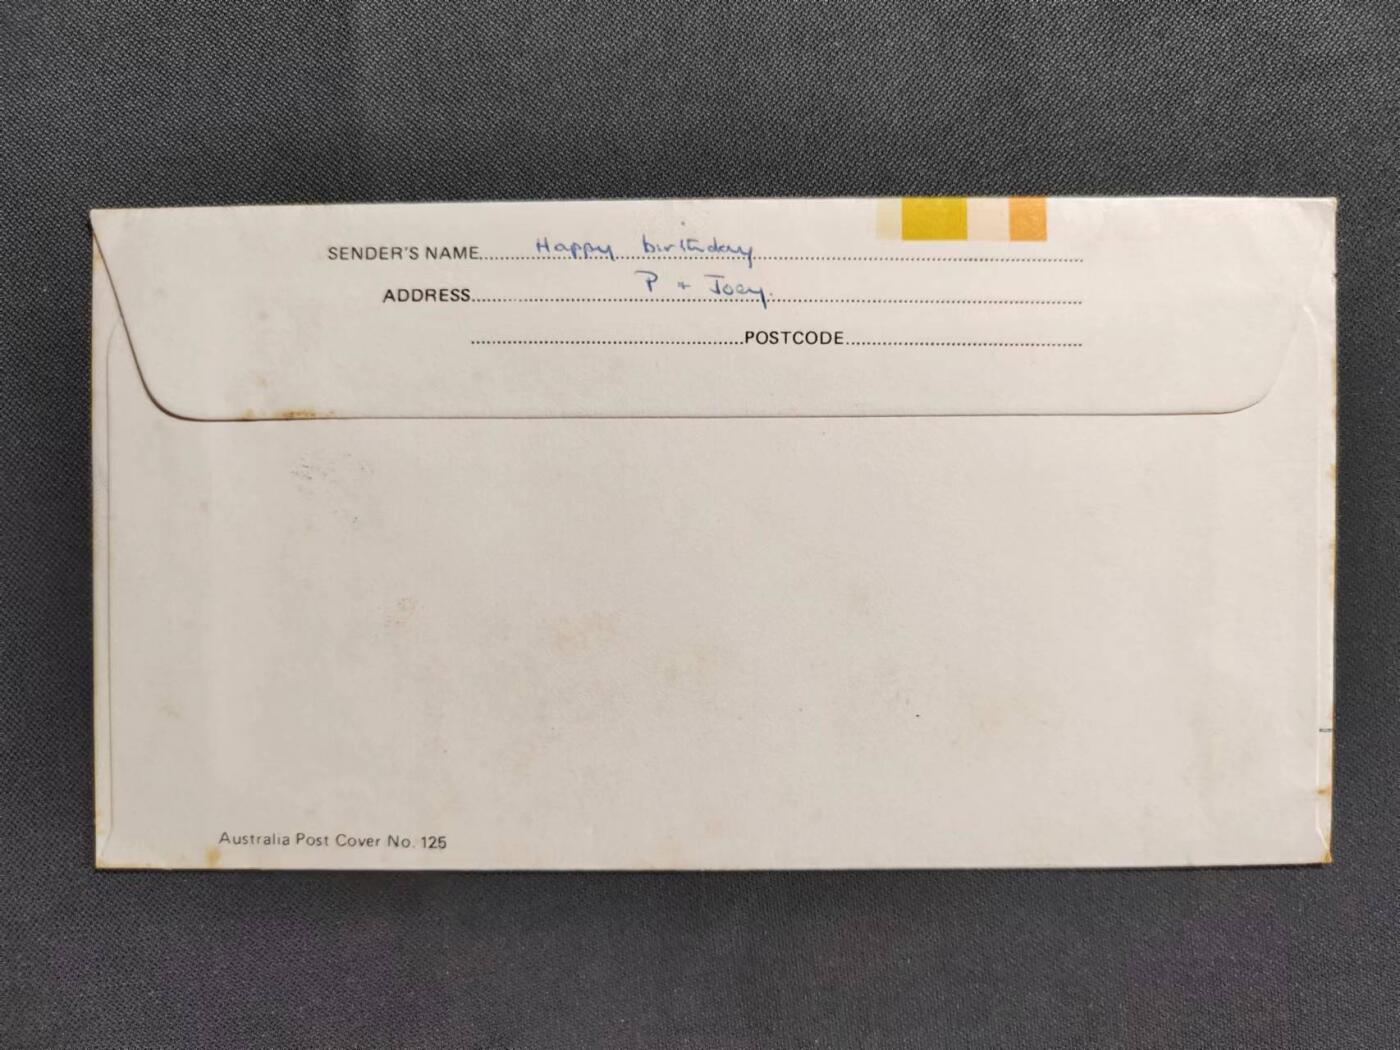 SENDER'S NAME Happy birthday
ADDRESS P + Joey.
POSTCODE
Australia Post Cover No. 125